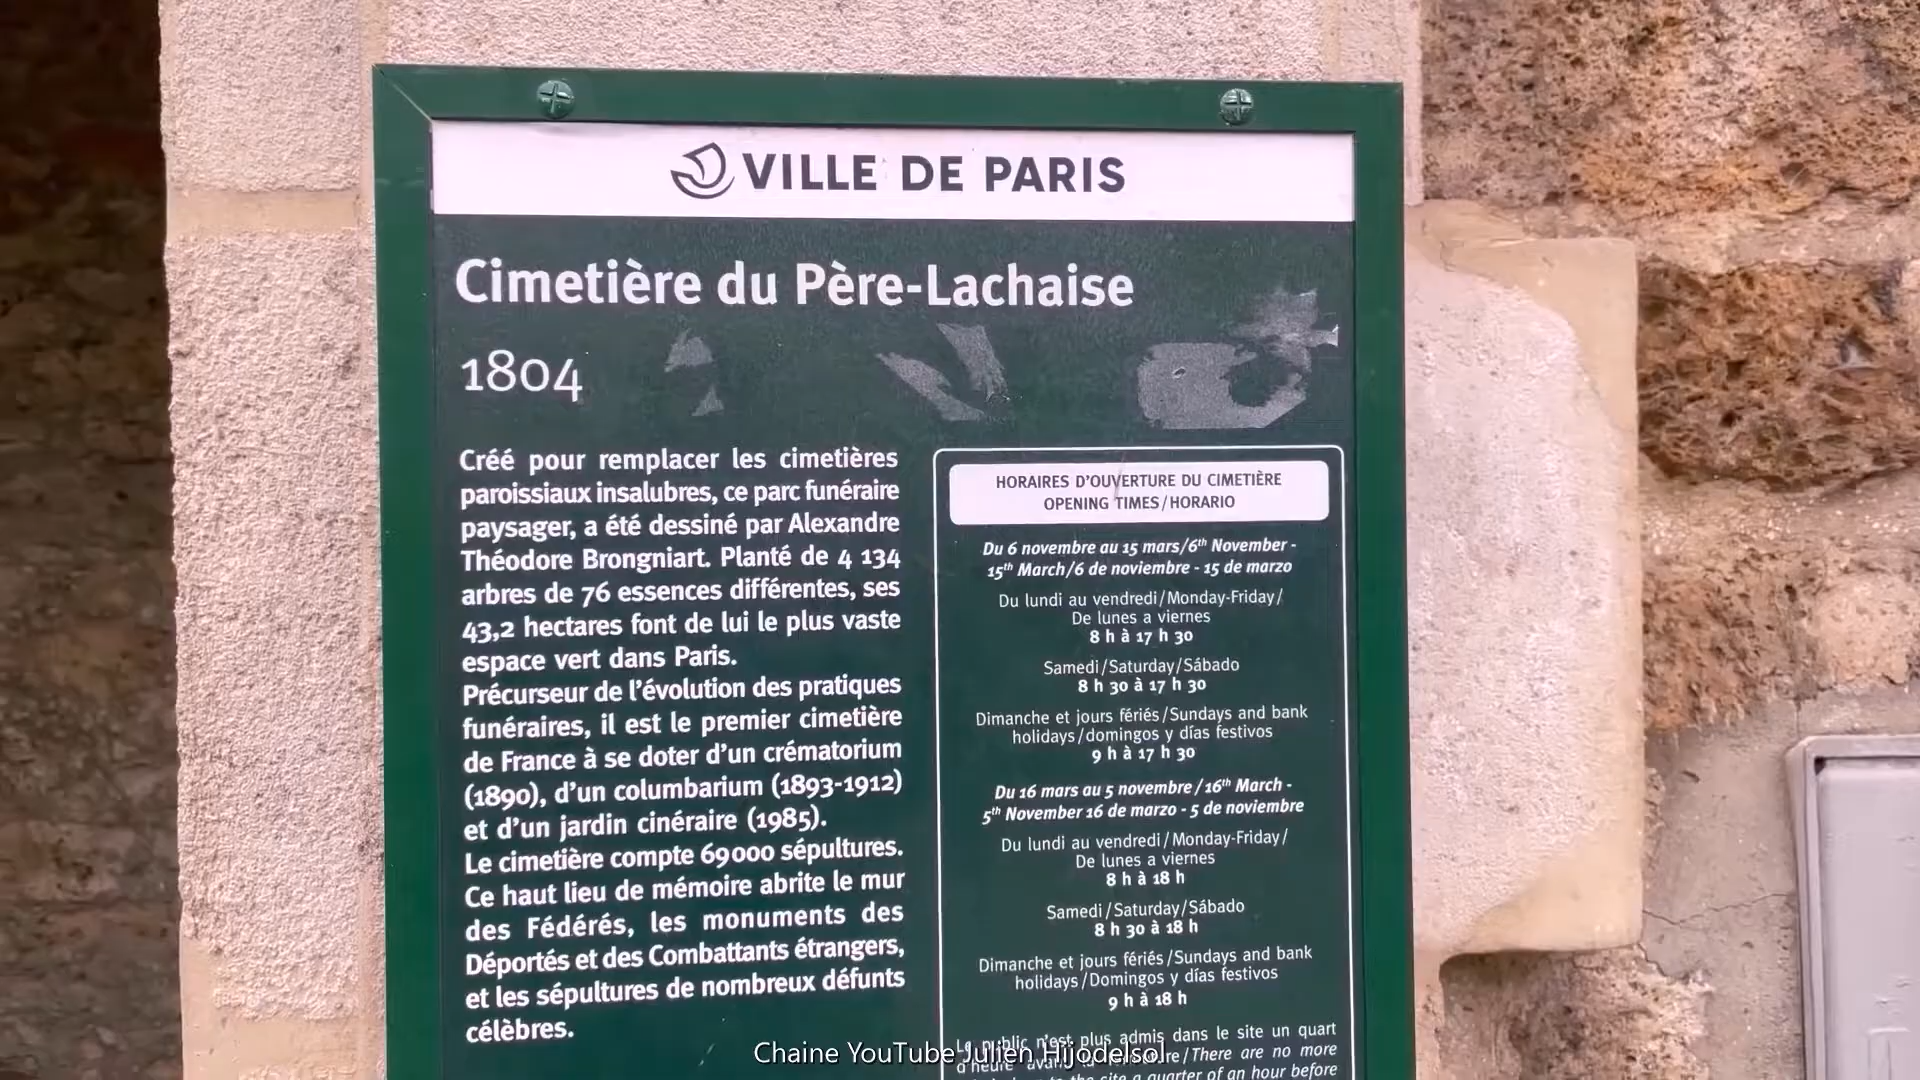 VILLE DE PARIS
Cimetière du Père-Lachaise
1804
Créé pour remplacer les cimetières
paroissiaux insalubres, ce parc funéraire
paysager, a été dessiné par Alexandre
Théodore Brongniart. Planté de 4 134
arbres de 76 essences différentes, ses
43,2 hectares font de lui le plus vaste
espace vert dans Paris.
Précurseur de l'évolution des pratiques
funéraires, il est le premier cimetière
de France à se doter d'un crématorium
(1890), d'un columbarium (1893-1912)
et d'un jardin cinéraire (1985).
Le cimetière compte 69000 sépultures.
Ce haut lieu de mémoire abrite le mur
des Fédérés, les monuments des
Déportés et des Combattants étrangers,
et les sépultures de nombreux défunts
célèbres.
HORAIRES D'OUVERTURE DU CIMETIÈRE
OPENING TIMES/HORARIO
Du 6 novembre au 15 mars/6th November -
15th March/6 de noviembre - 15 de marzo
Du lundi au vendredi/Monday-Friday/
De lunes a viernes
8 h à 17 h 30
Samedi/Saturday/Sábado
8 h 30 à 17 h 30
Dimanche et jours fériés/Sundays and bank
holidays/domingos y días festivos
9 h à 17 h 30
Du 16 mars au 5 novembre/16th March -
5th November 16 de marzo - 5 de noviembre
Du lundi au vendredi/Monday-Friday/
De lunes a viernes
8 h à 18 h
Samedi/Saturday/Sábado
8 h 30 à 18 h
Dimanche et jours fériés/Sundays and bank
holidays/Domingos y días festivos
9 h à 18 h
Le public n'est plus admis dans le site un quart
d'heure /There are no more
the site a quarter of an hour before
Chaine YouTube Julien Hijodelsol